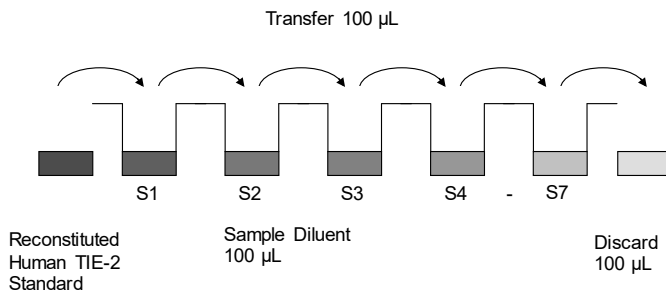 Transfer 100 µL
S1 S2 S3 S4 - S7
Reconstituted
Human TIE-2
Standard
Sample Diluent
100 µL
Discard
100 µL